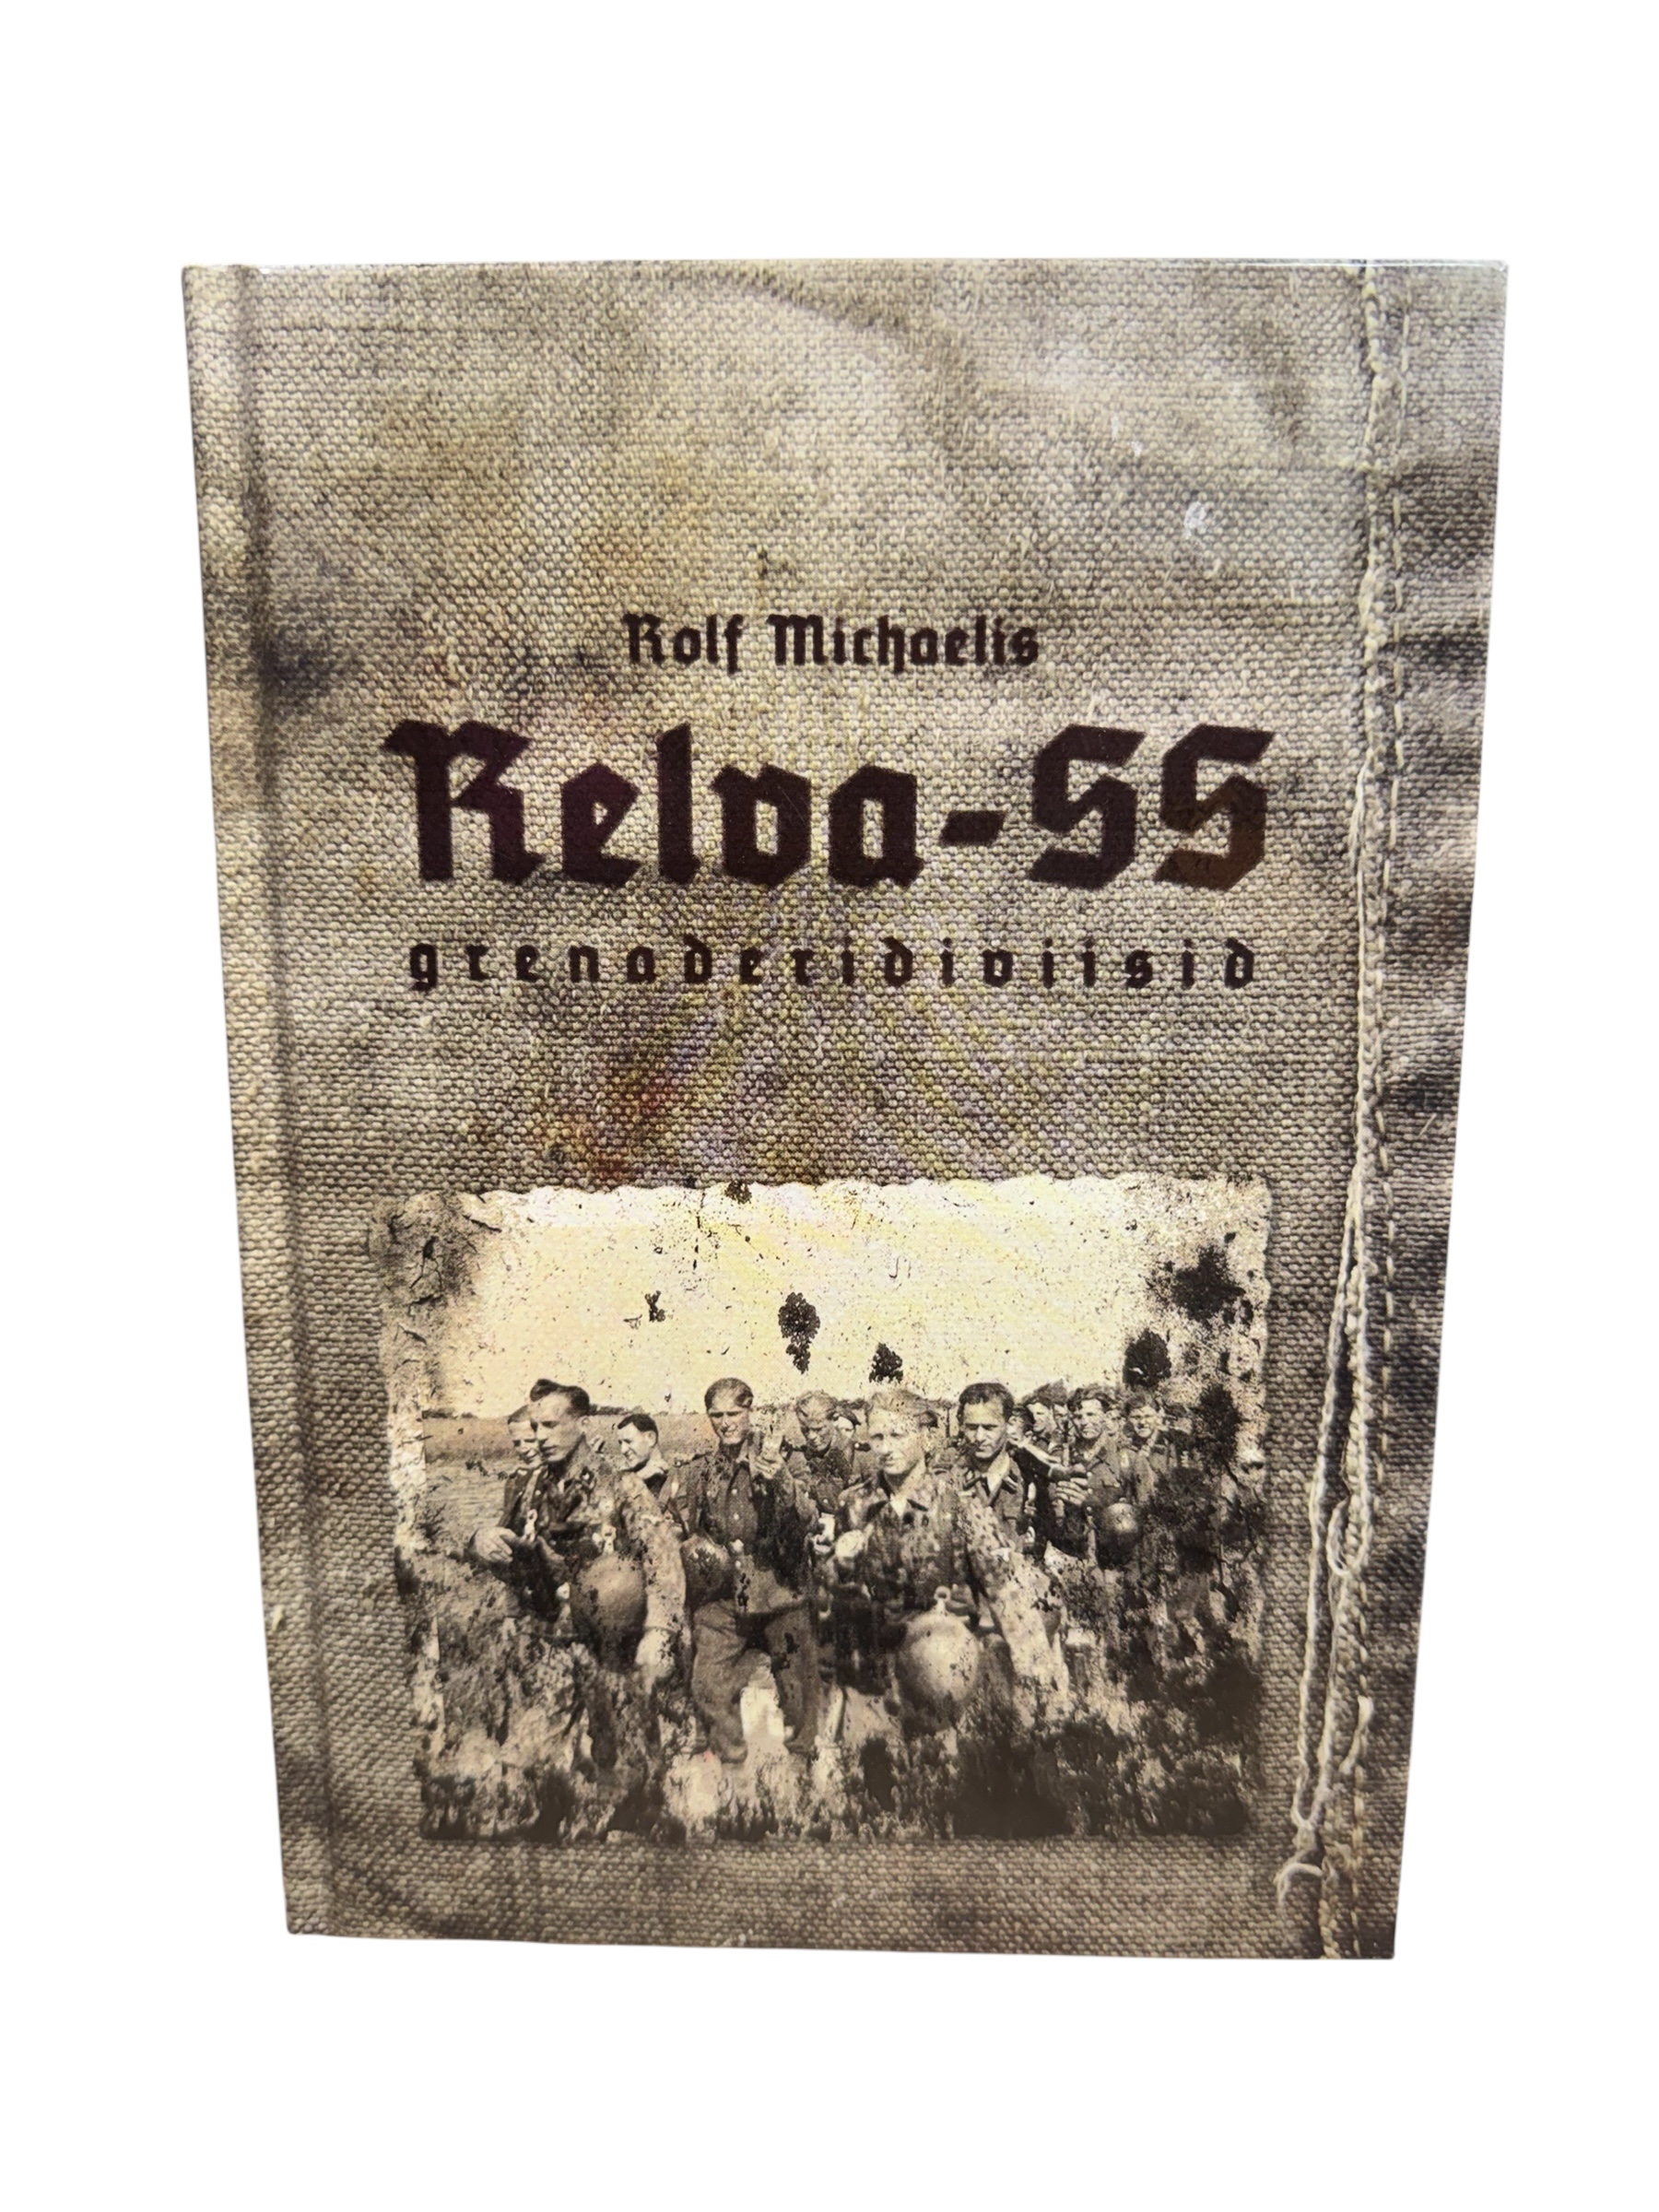 Rolf Michaelis
Relva-SS
grenaderidiviisid